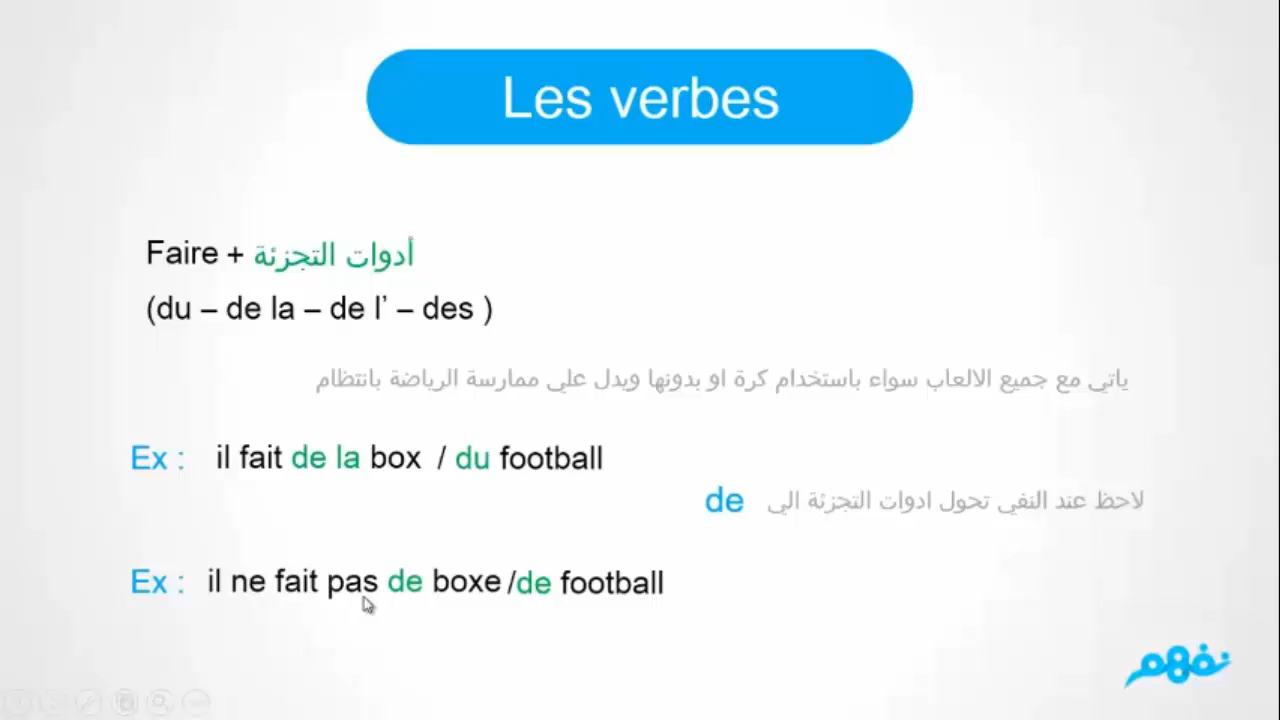 Les verbes
Faire + أدوات التجزئة
(du – de la – de l’ – des )
ياتي مع جميع الالعاب سواء باستخدام كرة او بدونها ويدل علي ممارسة الرياضة بانتظام
Ex : il fait de la box / du football
لاحظ عند النفي تحول ادوات التجزئة الي de
Ex : il ne fait pas de boxe /de football
نفهم